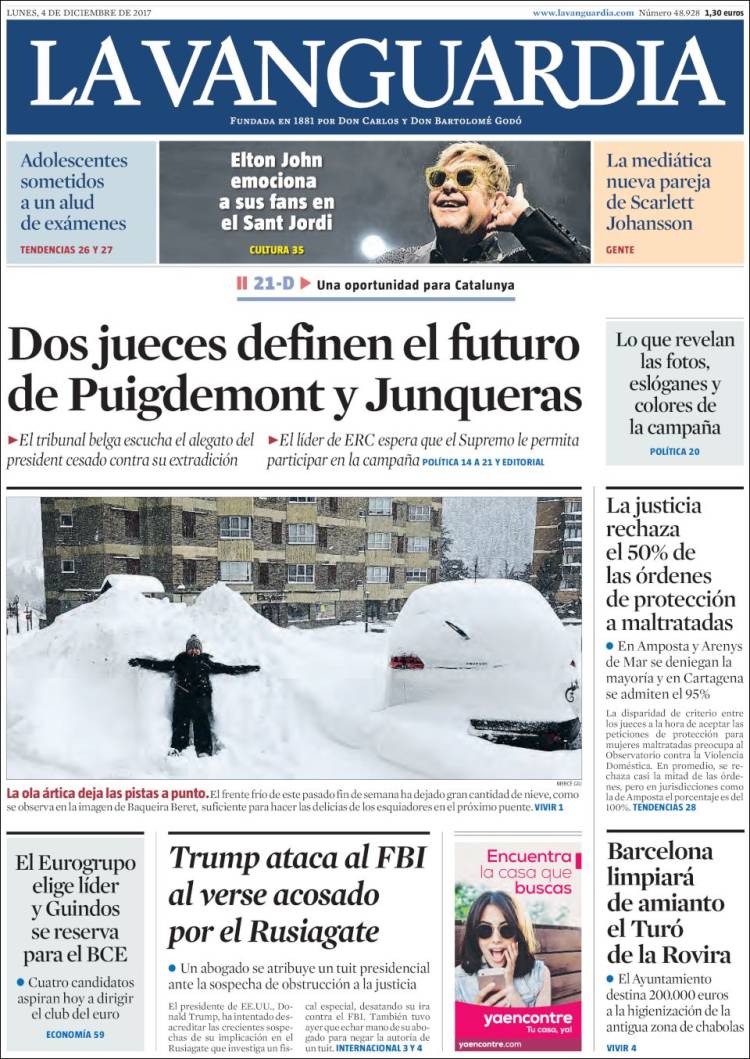 LUNES, 4 DE DICIEMBRE DE 2017
www.lavanguardia.com Número 48.928 1,30 euros
LA VANGUARDIA
FUNDADA EN 1881 POR DON CARLOS Y DON BARTOLOMÉ GODÓ
Adolescentes
sometidos
a un alud
de exámenes
TENDENCIAS 26 Y 27
Elton John
emociona
a sus fans en
el Sant Jordi
CULTURA 35
La mediática
nueva pareja
de Scarlett
Johansson
GENTE
21-D Una oportunidad para Catalunya
Dos jueces definen el futuro
de Puigdemont y Junqueras
►El tribunal belga escucha el alegato del
president cesado contra su extradición
►El líder de ERC espera que el Supremo le permita
participar en la campaña POLÍTICA 14 A 21 Y EDITORIAL
Lo que revelan
las fotos,
eslóganes y
colores de
la campaña
POLÍTICA 20
MERCÈ GILI
La ola ártica deja las pistas a punto. El frente frío de este pasado fin de semana ha dejado gran cantidad de nieve, como
se observa en la imagen de Baqueira Beret, suficiente para hacer las delicias de los esquiadores en el próximo puente. VIVIR 1
La justicia
rechaza
el 50% de
las órdenes
de protección
a maltratadas
● En Amposta y Arenys
de Mar se deniegan la
mayoría y en Cartagena
se admiten el 95%
La disparidad de criterio entre
los jueces a la hora de aceptar las
peticiones de protección para
mujeres maltratadas preocupa al
Observatorio contra la Violencia
Doméstica. En promedio, se re-
chaza casi la mitad de las órde-
nes, pero en jurisdicciones como
la de Amposta el porcentaje es del
100%. TENDENCIAS 28
El Eurogrupo
elige líder
y Guindos
se reserva
para el BCE
● Cuatro candidatos
aspiran hoy a dirigir
el club del euro
ECONOMÍA 59
Trump ataca al FBI
al verse acosado
por el Rusiagate
● Un abogado se atribuye un tuit presidencial
ante la sospecha de obstrucción a la justicia
El presidente de EE.UU., Do-
nald Trump, ha intentado des-
acreditar las crecientes sospe-
chas de su implicación en el
Rusiagate que investiga un fis-
cal especial, desatando su ira
contra el FBI. También tuvo
ayer que echar mano de su abo-
gado para negar la autoría de
un tuit. INTERNACIONAL 3 Y 4
Encuentra
la casa que
buscas
yaencontre
Tu casa, ya!
yaencontre.com
Barcelona
limpiará
de amianto
el Turó
de la Rovira
● El Ayuntamiento
destina 200.000 euros
a la higienización de la
antigua zona de chabolas
VIVIR 4